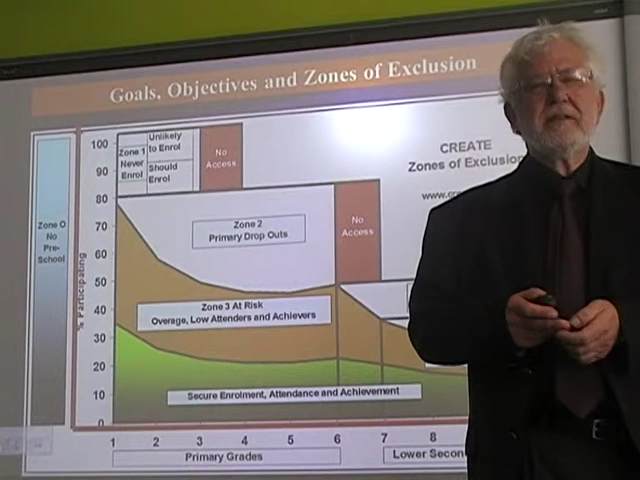 Goals, Objectives and Zones of Exclusion
Zone 0
No
Pre-
School
% Participating
100
90
80
70
60
50
40
30
20
10
0
Zone 1
Never
Enrol
Unlikely
to Enrol
Should
Enrol
No
Access
CREATE
Zones of Exclusion
www.cre
Zone 2
Primary Drop Outs
No
Access
Zone 3 At Risk
Overage, Low Attenders and Achievers
Secure Enrolment, Attendance and Achievement
1 2 3 4 5 6 7 8
Primary Grades
Lower Secon